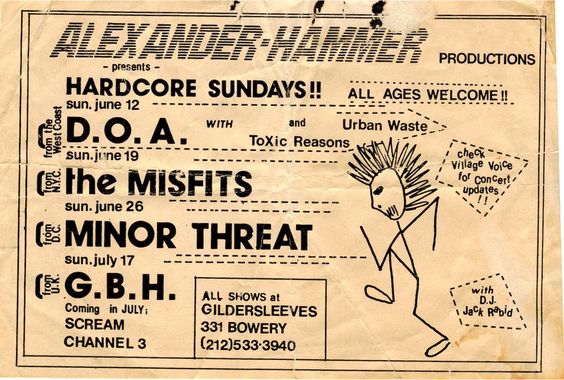 ALEXANDER-HAMMER PRODUCTIONS
- presents -
HARDCORE SUNDAYS!! ALL AGES WELCOME!!
sun. june 12
(from the West Coast) D.O.A. WITH ToXic Reasons and Urban Waste
sun. june 19
(from N.Y.C.) the MISFITS
sun. june 26
(from D.C.) MINOR THREAT
sun. july 17
(from U.K.) G.B.H.
Coming in JULY:
SCREAM
CHANNEL 3
ALL SHOWS at
GILDERSLEEVES
331 BOWERY
(212)533-3940
check
Village Voice
for concert
updates
!!
with
D.J.
Jack Rabid